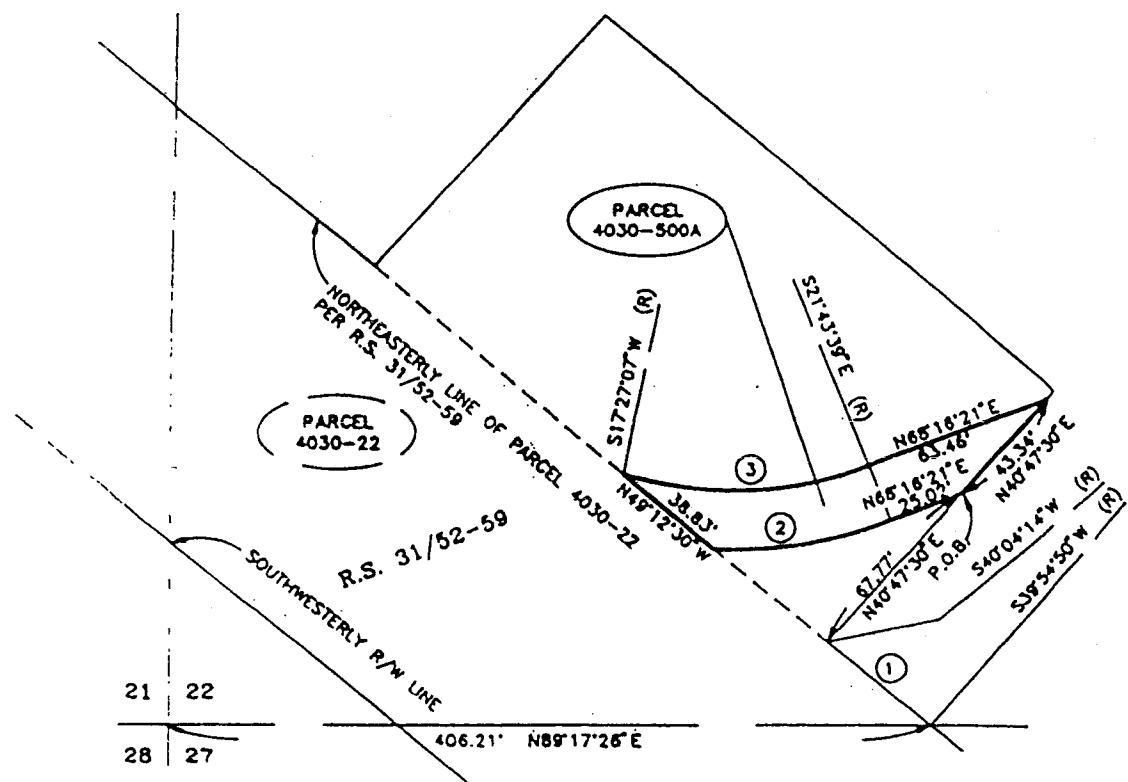 PARCEL
4030-500A
NORTHEASTERLY LINE OF PARCEL 4030-22
PER R.S. 31/52-59
S17°27'07"W (R)
S21°43'39"E (R)
PARCEL
4030-22
N68°16'21"E
63.46'
3
43.34'
N40°47'30"E
N68°16'21"E
25.03'
38.83'
N49°12'30"W
2
R.S. 31/52-59
67.77'
N40°47'30"E
P.O.B.
S40°04'14"W (R)
S39°54'50"W (R)
SOUTHWESTERLY R/W LINE
1
21 22
28 27
406.21' N89°17'26"E